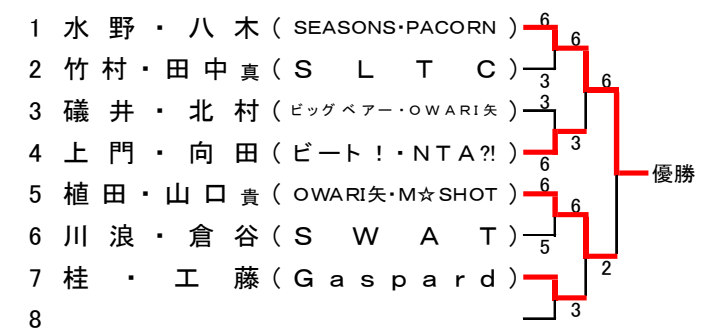 1 水野・八木(SEASONS・PACORN) 6 6
2 竹村・田中真(SLTC) 3 6
3 礒井・北村(ビッグベアー・OWARI矢) 3 3
4 上門・向田(ビート！・NTA⁈) 6 優勝
5 植田・山口貴(OWARI矢・M☆SHOT) 6 6
6 川浪・倉谷(SWAT) 5 2
7 桂・工藤(Gaspard) 3
8